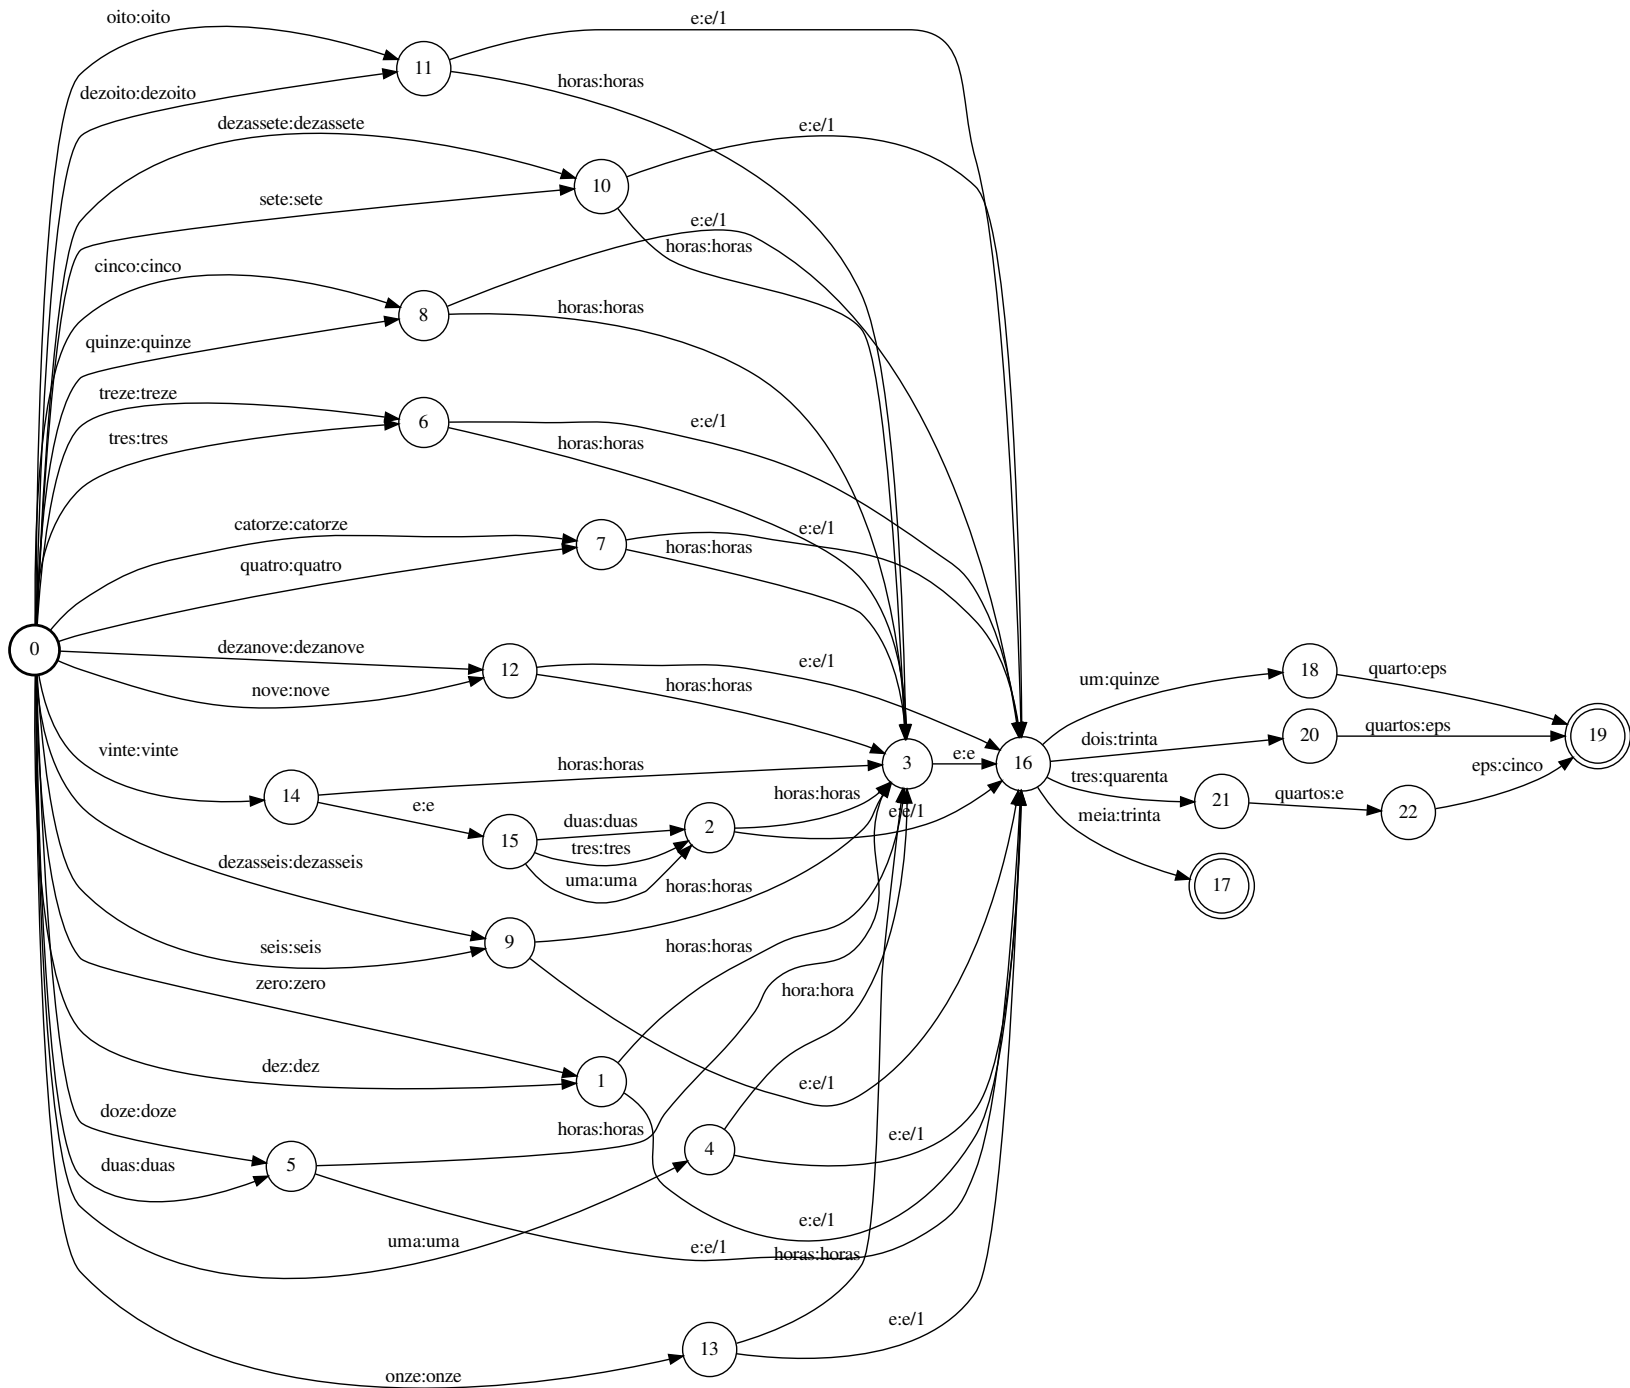 oito:oito
e:e/1
11
horas:horas
dezoito:dezoito
dezassete:dezassete
e:e/1
10
sete:sete
e:e/1
horas:horas
cinco:cinco
8
horas:horas
quinze:quinze
treze:treze
6
e:e/1
tres:tres
horas:horas
catorze:catorze
e:e/1
7
horas:horas
quatro:quatro
0
dezanove:dezanove
12
e:e/1
horas:horas
nove:nove
um:quinze
18
quarto:eps
vinte:vinte
horas:horas
3
e:e
16
dois:trinta
20
quartos:eps
19
14
e:e
horas:horas
tres:quarenta
21
quartos:e
22
eps:cinco
15
duas:duas
2
e:e/1
meia:trinta
tres:tres
uma:uma
17
dezasseis:dezasseis
horas:horas
seis:seis
9
horas:horas
zero:zero
hora:hora
dez:dez
1
e:e/1
doze:doze
horas:horas
4
e:e/1
duas:duas
5
e:e/1
uma:uma
e:e/1
horas:horas
13
e:e/1
onze:onze